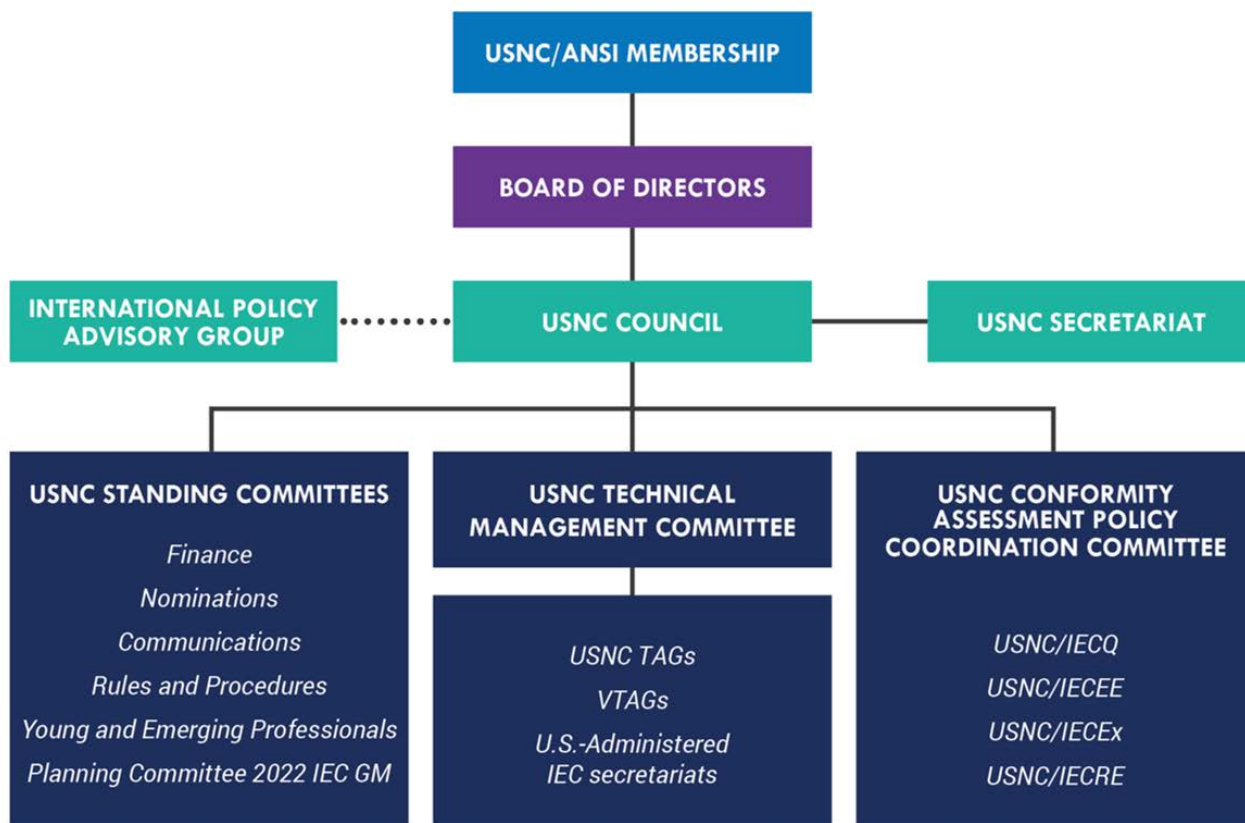 USNC/ANSI MEMBERSHIP
BOARD OF DIRECTORS
INTERNATIONAL POLICY
ADVISORY GROUP
USNC COUNCIL
USNC SECRETARIAT
USNC STANDING COMMITTEES
Finance
Nominations
Communications
Rules and Procedures
Young and Emerging Professionals
Planning Committee 2022 IEC GM
USNC TECHNICAL
MANAGEMENT COMMITTEE
USNC TAGs
VTAGs
U.S.-Administered
IEC secretariats
USNC CONFORMITY
ASSESSMENT POLICY
COORDINATION COMMITTEE
USNC/IECQ
USNC/IECEE
USNC/IECEx
USNC/IECRE